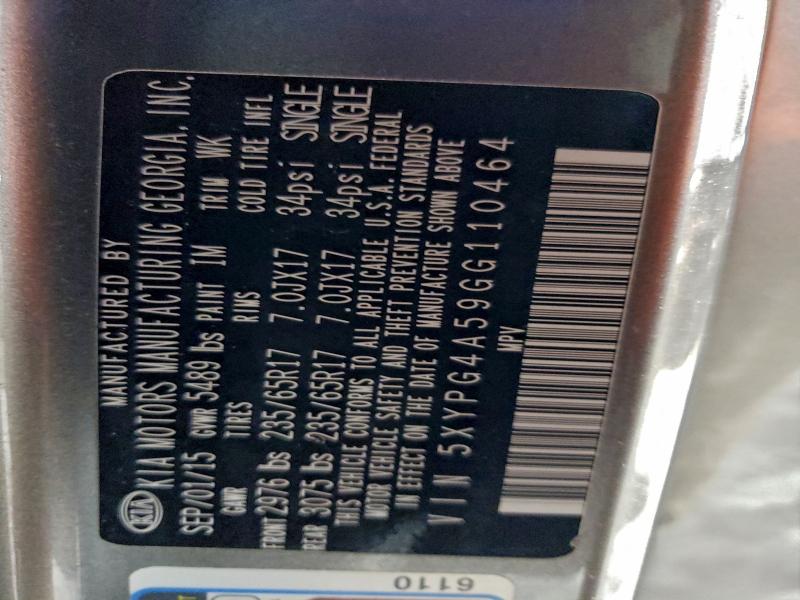 MANUFACTURED BY
KIA KIA MOTORS MANUFACTURING GEORGIA, INC.
SEP/01/15 GVWR 5489 lbs PAINT IM TRIM WK
GAWR TIRES RIMS COLD TIRE INFL
FRONT 2976 lbs 235/65R17 7.0JX17 34psi SINGLE
REAR 3075 lbs 235/65R17 7.0JX17 34psi SINGLE
THIS VEHICLE CONFORMS TO ALL APPLICABLE U.S.A. FEDERAL
MOTOR VEHICLE SAFETY AND THEFT PREVENTION STANDARDS
IN EFFECT ON THE DATE OF MANUFACTURE SHOWN ABOVE
VIN 5XYPG4A59GG110464
MPV
6110